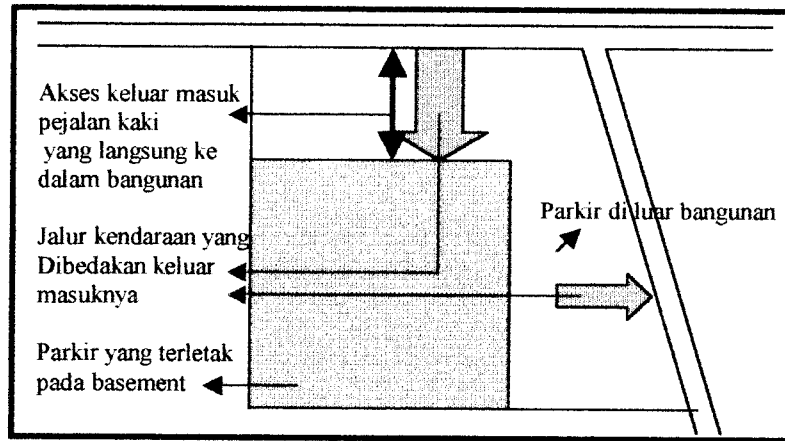 Akses keluar masuk
pejalan kaki
yang langsung ke
dalam bangunan
Parkir di luar bangunan
Jalur kendaraan yang
Dibedakan keluar
masuknya
Parkir yang terletak
pada basement